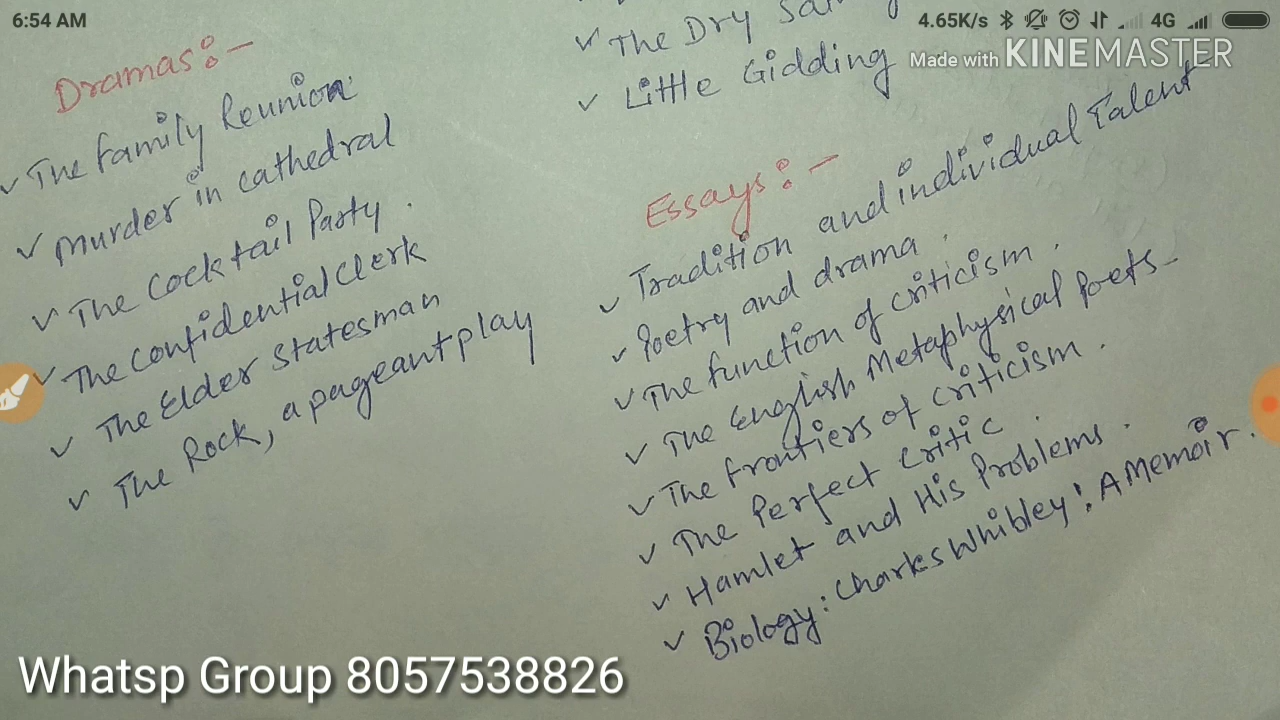 6:54 AM
4.65K/s
4G
Made with KINEMASTER
Dramas:-
The family Reunion
Murder in cathedral
The Cocktail Party.
The Confidential Clerk
The Elder Statesman
The Rock, a pageant play
The Dry Sal
Little Gidding
Essays:-
Tradition and individual Talent
Poetry and drama.
The function of criticism.
The English Metaphysical Poets-
The frontiers of criticism.
The Perfect critic.
Hamlet and His Problems.
Biology: Charles Whibley: A Memoir.
Whatsp Group 8057538826